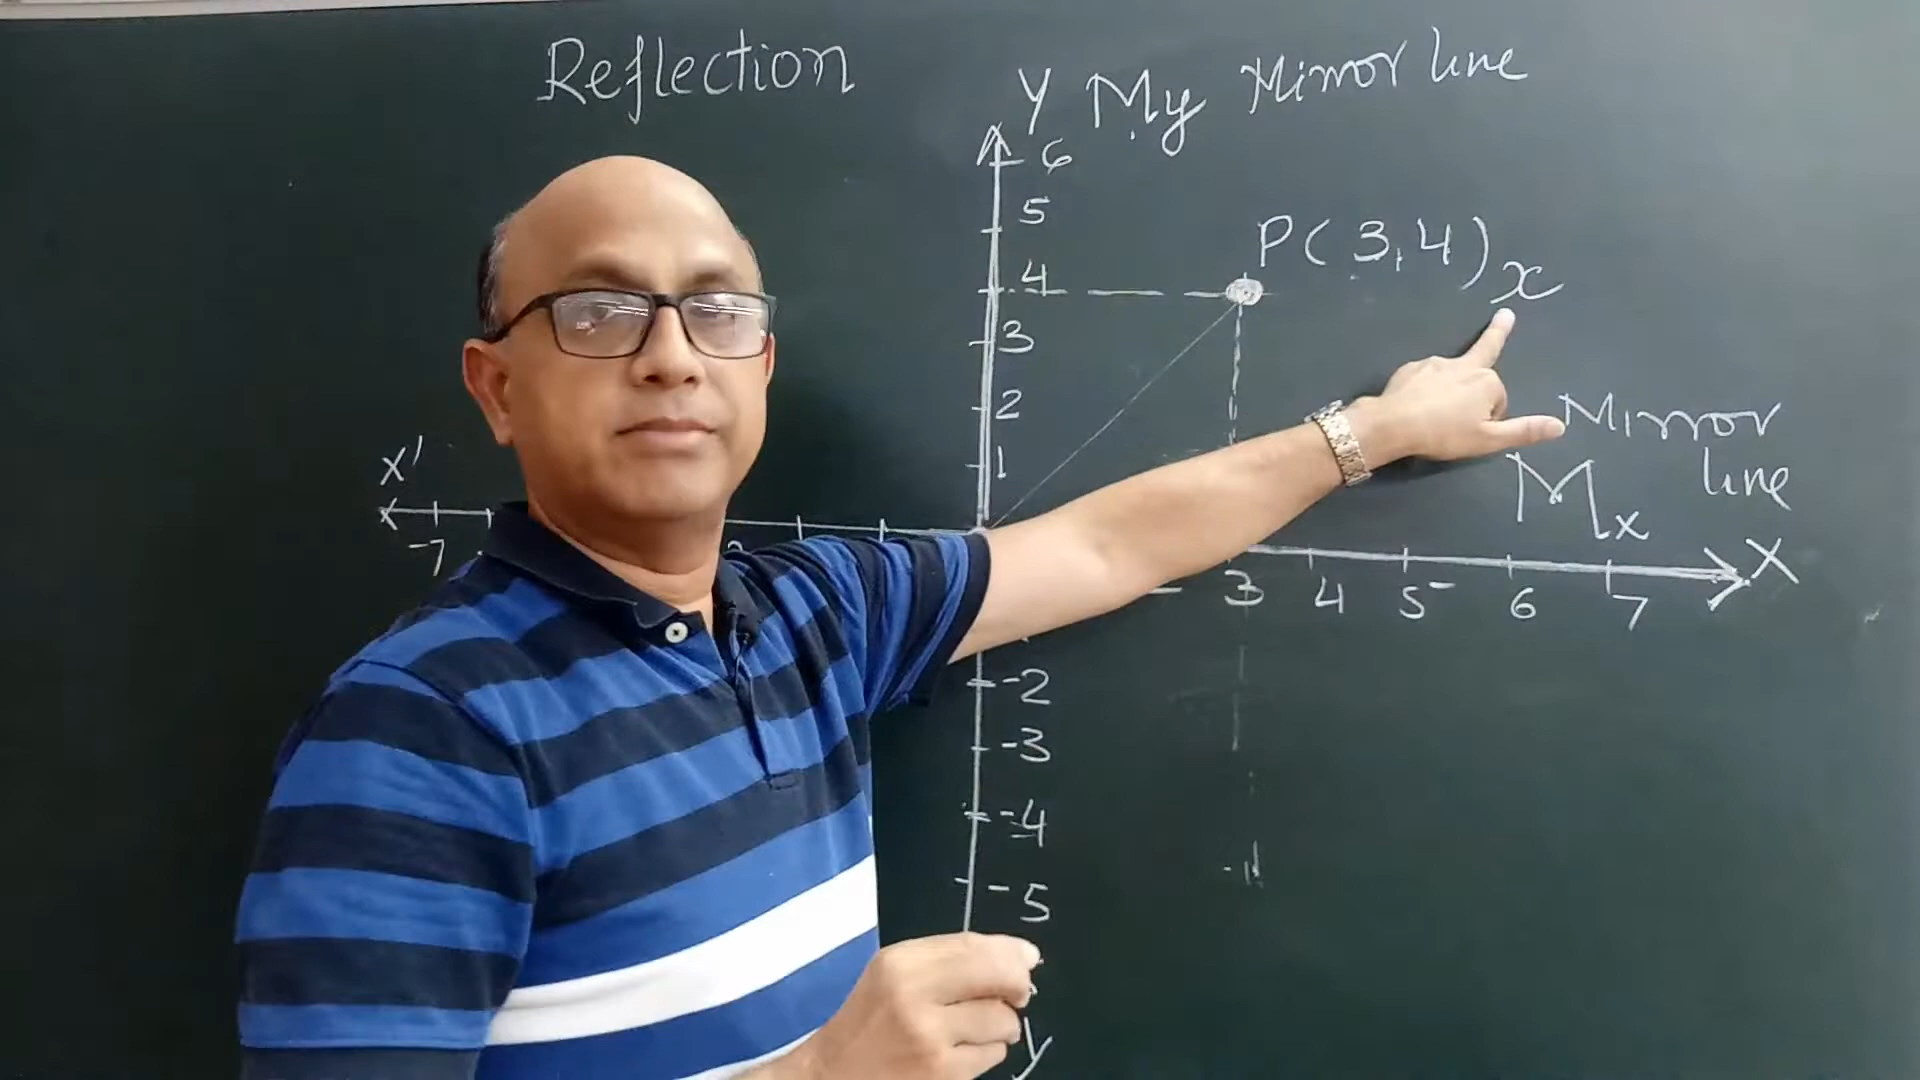 Reflection
Y My Mirror line
6
5
P(3,4)x
4
3
2
1
Mirror
line
Mx
X'
X
-7
3 4 5 6 7
-2
-3
-4
-5
y